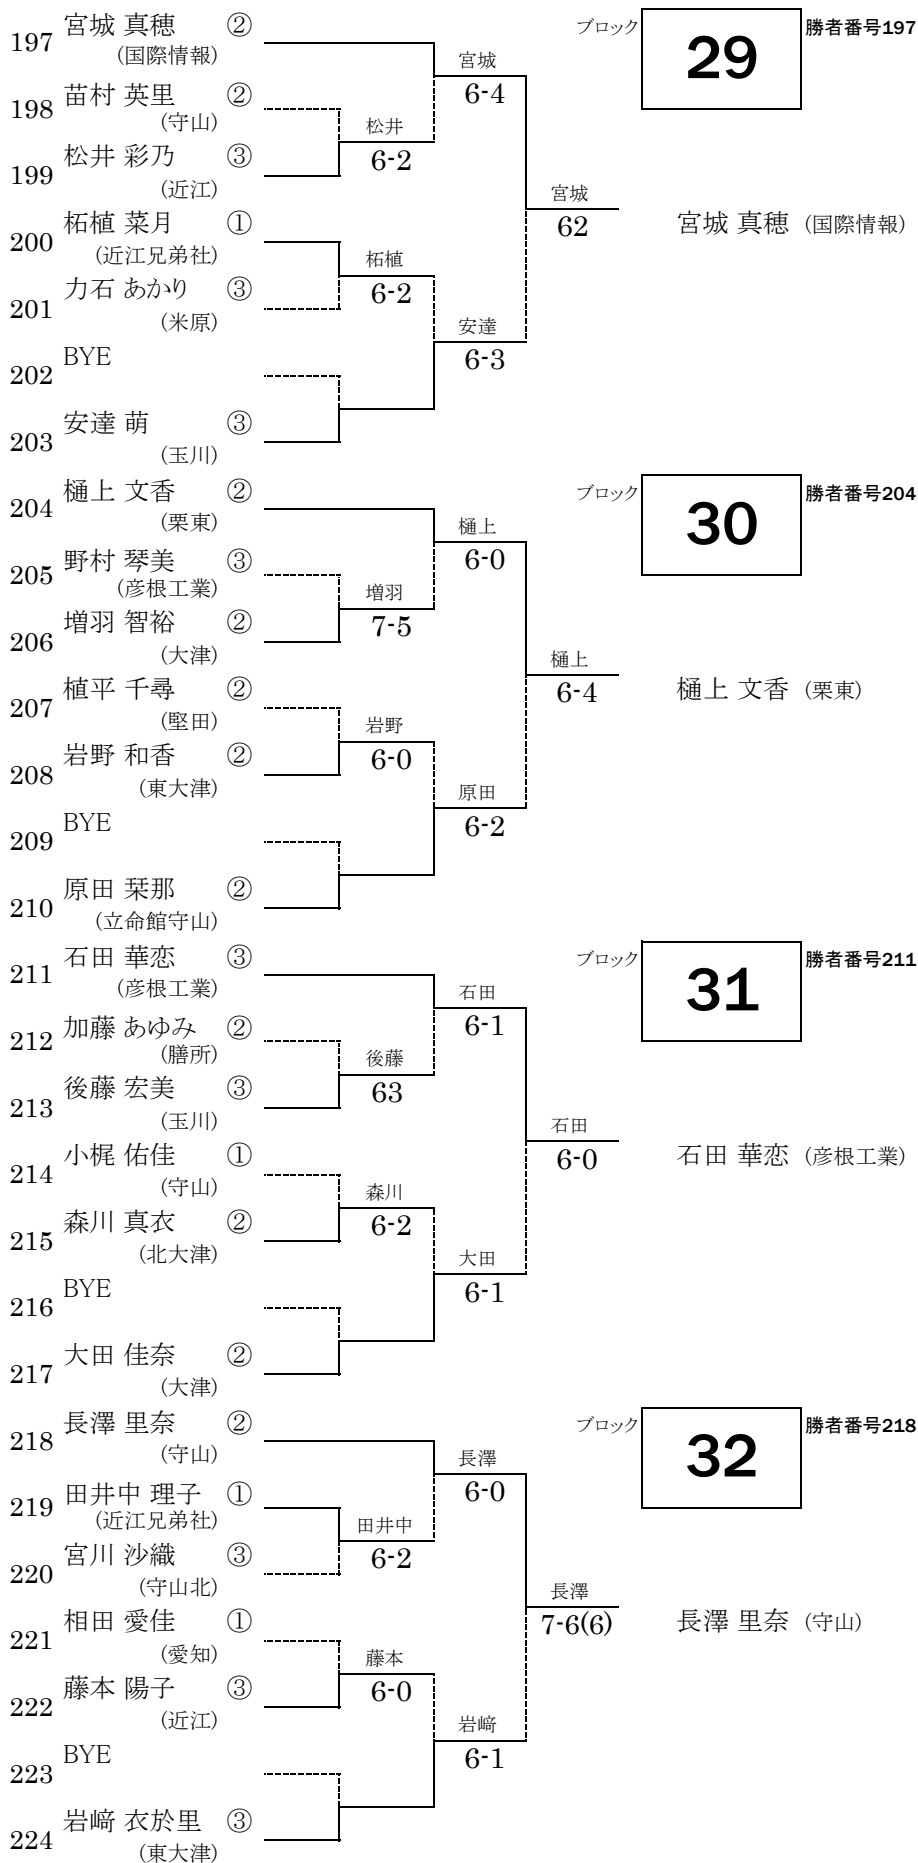 197 宮城 真穂 ②
(国際情報)
198 苗村 英里 ②
(守山)
199 松井 彩乃 ③
(近江)
200 柘植 菜月 ①
(近江兄弟社)
201 力石 あかり ③
(米原)
202 BYE
203 安達 萌 ③
(玉川)
松井
6-2
柘植
6-2
宮城
6-4
安達
6-3
宮城
62
ブロック
29
勝者番号197
宮城 真穂 (国際情報)
204 樋上 文香 ②
(栗東)
205 野村 琴美 ③
(彦根工業)
206 増羽 智裕 ②
(大津)
207 植平 千尋 ②
(堅田)
208 岩野 和香 ②
(東大津)
209 BYE
210 原田 栞那 ②
(立命館守山)
増羽
7-5
岩野
6-0
樋上
6-0
原田
6-2
樋上
6-4
ブロック
30
勝者番号204
樋上 文香 (栗東)
211 石田 華恋 ③
(彦根工業)
212 加藤 あゆみ ②
(膳所)
213 後藤 宏美 ③
(玉川)
214 小梶 佑佳 ①
(守山)
215 森川 真衣 ②
(北大津)
216 BYE
217 大田 佳奈 ②
(大津)
後藤
63
森川
6-2
石田
6-1
大田
6-1
石田
6-0
ブロック
31
勝者番号211
石田 華恋 (彦根工業)
218 長澤 里奈 ②
(守山)
219 田井中 理子 ①
(近江兄弟社)
220 宮川 沙織 ③
(守山北)
221 相田 愛佳 ①
(愛知)
222 藤本 陽子 ③
(近江)
223 BYE
224 岩﨑 衣於里 ③
(東大津)
田井中
6-2
藤本
6-0
長澤
6-0
岩﨑
6-1
長澤
7-6(6)
ブロック
32
勝者番号218
長澤 里奈 (守山)